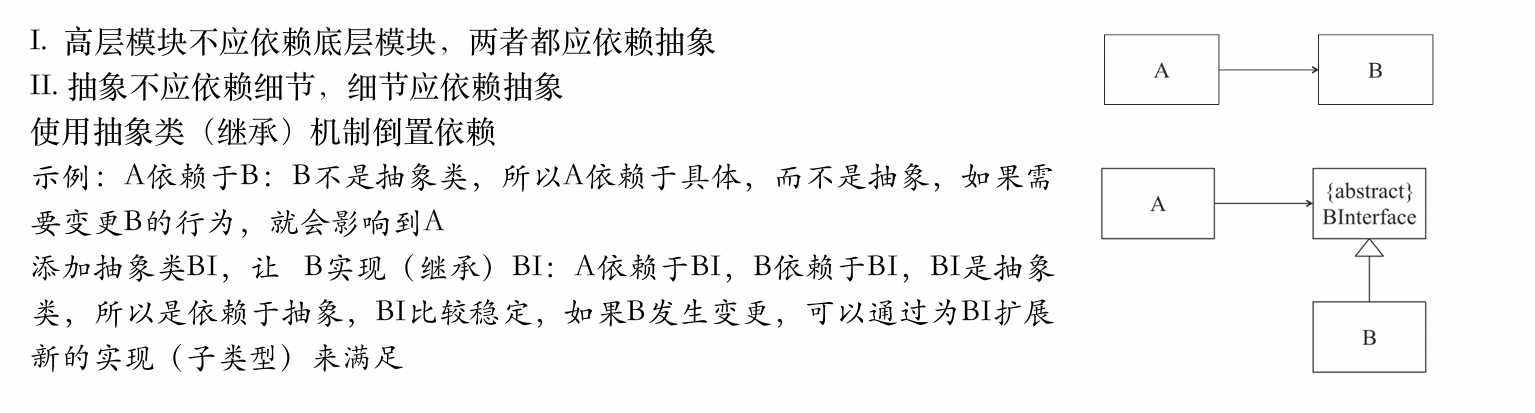 I. 高层模块不应依赖底层模块，两者都应依赖抽象
II. 抽象不应依赖细节，细节应依赖抽象
使用抽象类（继承）机制倒置依赖
示例：A依赖于B：B不是抽象类，所以A依赖于具体，而不是抽象，如果需
要变更B的行为，就会影响到A
添加抽象类BI，让 B实现（继承）BI：A依赖于BI，B依赖于BI，BI是抽象
类，所以是依赖于抽象，BI比较稳定，如果B发生变更，可以通过为BI扩展
新的实现（子类型）来满足
A
B
A
{abstract}
BInterface
B